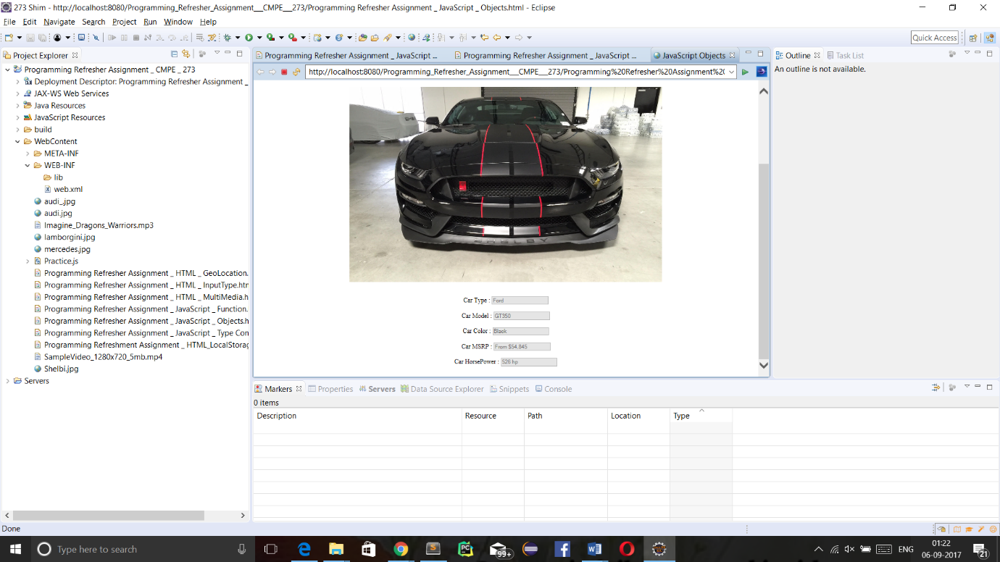 273 Shim - http://localhost:8080/Programming_Refresher_Assignment__CMPE__273/Programming Refresher Assignment _ JavaScript _ Objects.html - Eclipse
File Edit Navigate Search Project Run Window Help
Quick Access
Project Explorer
Programming Refresher Assignment _ CMPE _ 273
Deployment Descriptor: Programming Refresher Assignment _
JAX-WS Web Services
Java Resources
JavaScript Resources
build
WebContent
META-INF
WEB-INF
lib
web.xml
audi_.jpg
audi.jpg
Imagine_Dragons_Warriors.mp3
lamborgini.jpg
mercedes.jpg
Practice.js
Programming Refresher Assignment _ HTML _ GeoLocation.
Programming Refresher Assignment _ HTML _ InputType.htm
Programming Refresher Assignment _ HTML _ MultiMedia.h
Programming Refresher Assignment _ JavaScript _ Function.
Programming Refresher Assignment _ JavaScript _ Objects.h
Programming Refresher Assignment _ JavaScript _ Type Con
Programming Refreshment Assignment _ HTML_LocalStorag
SampleVideo_1280x720_5mb.mp4
Shelbi.jpg
Servers
Programming Refresher Assignment _ JavaScript ...
Programming Refresher Assignment _ JavaScript ...
JavaScript Objects
http://localhost:8080/Programming_Refresher_Assignment__CMPE__273/Programming%20Refresher%20Assignment%2(
SHELBY
Car Type : Ford
Car Model : GT350
Car Color : Black
Car MSRP : From $54,845
Car HorsePower : 526 hp
Outline
Task List
An outline is not available.
Markers Properties Servers Data Source Explorer Snippets Console
0 items
Description Resource Path Location Type
Done
Type here to search
PC
99+
ENG
01:22
06-09-2017
21